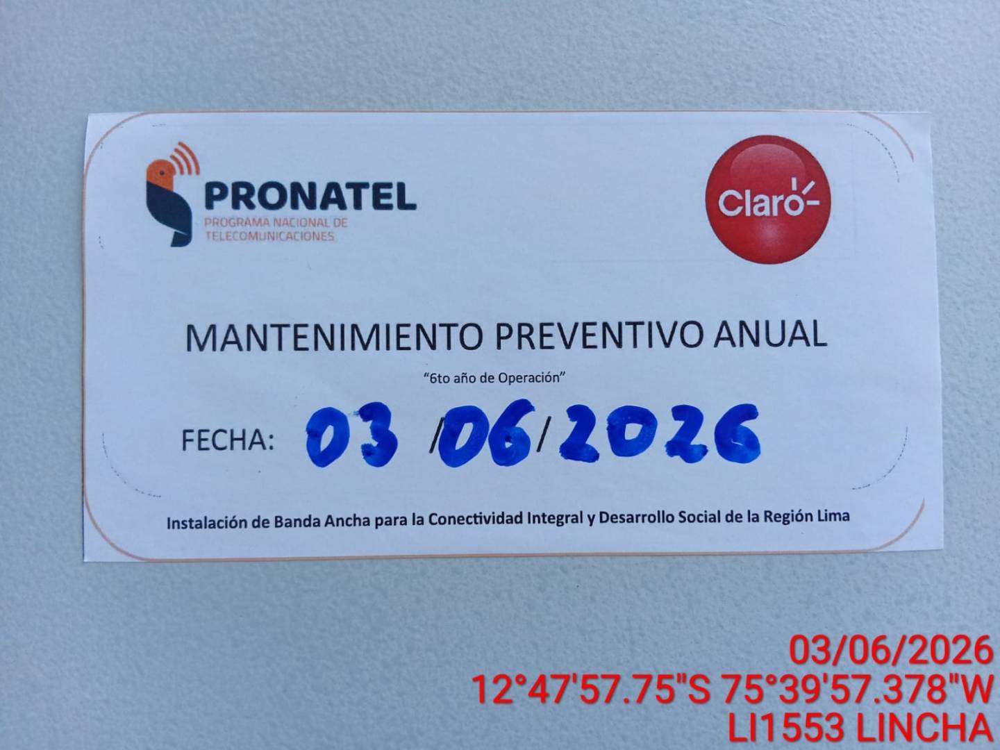 PRONATEL
PROGRAMA NACIONAL DE
TELECOMUNICACIONES
Claro
MANTENIMIENTO PREVENTIVO ANUAL
“6to año de Operación”
FECHA: 03/06/2026
Instalación de Banda Ancha para la Conectividad Integral y Desarrollo Social de la Región Lima
03/06/2026
12°47'57.75"S 75°39'57.378"W
LI1553 LINCHA